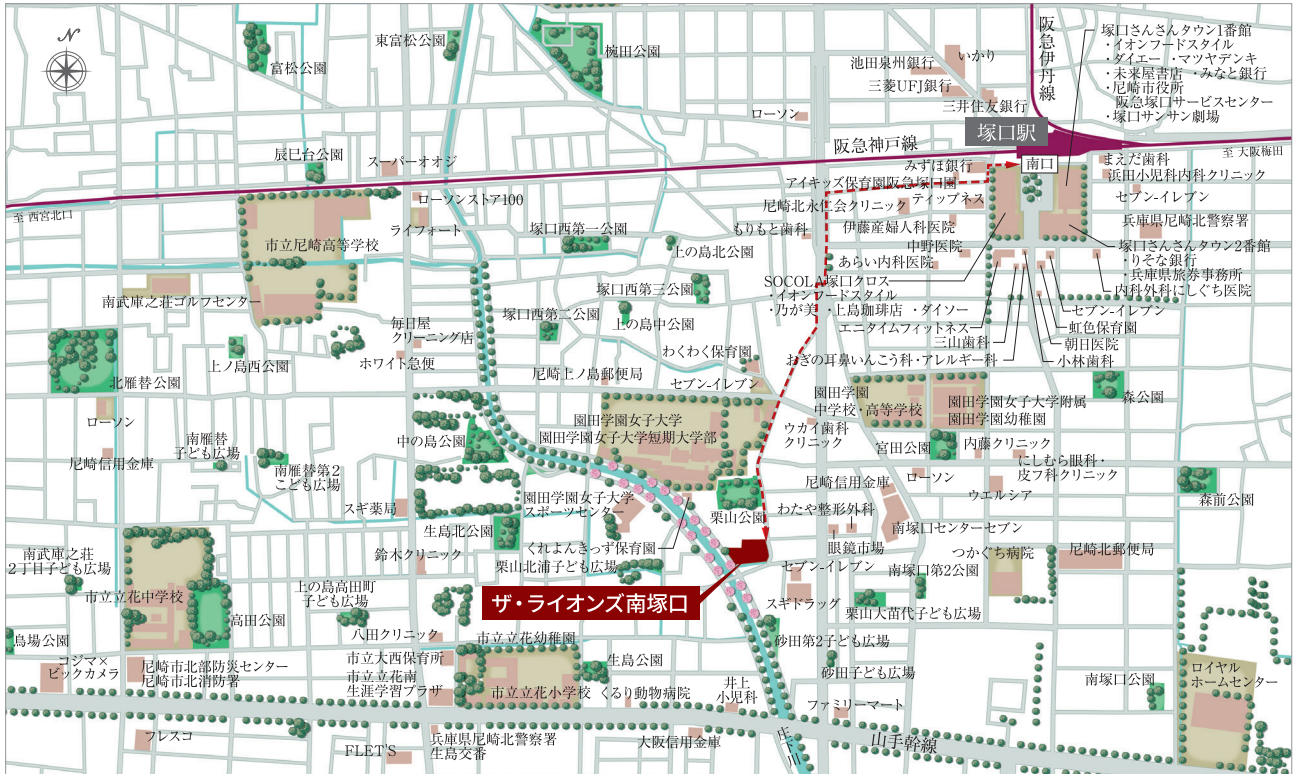 N
富松公園
東富松公園
椀田公園
池田泉州銀行
いかり
三菱UFJ銀行
三井住友銀行
阪急伊丹線
塚口さんさんタウン1番館
・イオンフードスタイル
・ダイエー ・マツヤデンキ
・未来屋書店 ・みなと銀行
・尼崎市役所
阪急塚口サービスセンター
・塚口サンサン劇場
ローソン
塚口駅
阪急神戸線
南口
至 大阪梅田
辰巳台公園
スーパーオオジ
みずほ銀行
まえだ歯科
浜田小児科内科クリニック
アイキッズ保育園阪急塚口園
ティップネス
セブン-イレブン
ローソンストア100
尼崎北永仁会クリニック
至 西宮北口
ライフォート
塚口西第一公園
もりもと歯科
伊藤産婦人科医院
兵庫県尼崎北警察署
市立尼崎高等学校
上の島北公園
中野医院
塚口さんさんタウン2番館
・りそな銀行
・兵庫県旅券事務所
あらい内科医院
内科外科にしぐち医院
SOCOLA塚口クロス
・イオンフードスタイル
・乃が美 ・上島珈琲店 ・ダイソー
南武庫之荘ゴルフセンター
塚口西第三公園
塚口西第二公園
上の島中公園
セブン-イレブン
エニタイムフィットネス
虹色保育園
毎日屋
クリーニング店
三山歯科
朝日医院
わくわく保育園
おぎの耳鼻いんこう科・アレルギー科
小林歯科
ホワイト急便
上ノ島西公園
北雁替公園
尼崎上ノ島郵便局
セブン-イレブン
園田学園
中学校・高等学校
園田学園女子大学附属
園田学園幼稚園
森公園
ローソン
園田学園女子大学
園田学園女子大学短期大学部
ウカイ歯科
クリニック
中の島公園
南雁替
子ども広場
宮田公園
内藤クリニック
尼崎信用金庫
南雁替第2
こども広場
にしむら眼科・
皮フ科クリニック
ローソン
尼崎信用金庫
ウエルシア
森前公園
園田学園女子大学
スポーツセンター
スギ薬局
栗山公園
わたや整形外科
生島北公園
南塚口センターセブン
くれよんきっず保育園
眼鏡市場
つかぐち病院
尼崎北郵便局
南武庫之荘
2丁目子ども広場
鈴木クリニック
栗山北浦子ども広場
セブン-イレブン
南塚口第2公園
市立立花中学校
上の島高田町
子ども広場
ザ・ライオンズ南塚口
スギドラッグ
栗山大苗代子ども広場
高田公園
八田クリニック
市立立花幼稚園
砂田第2子ども広場
鳥場公園
コジマ×
ビックカメラ
尼崎市北部防災センター
尼崎市北消防署
市立大西保育所
市立立花南
生涯学習プラザ
生島公園
砂田子ども広場
ロイヤル
ホームセンター
市立立花小学校
くるり動物病院
井上
小児科
ファミリーマート
南塚口公園
フレスコ
FLET'S
兵庫県尼崎北警察署
生島交番
大阪信用金庫
庄下川
山手幹線